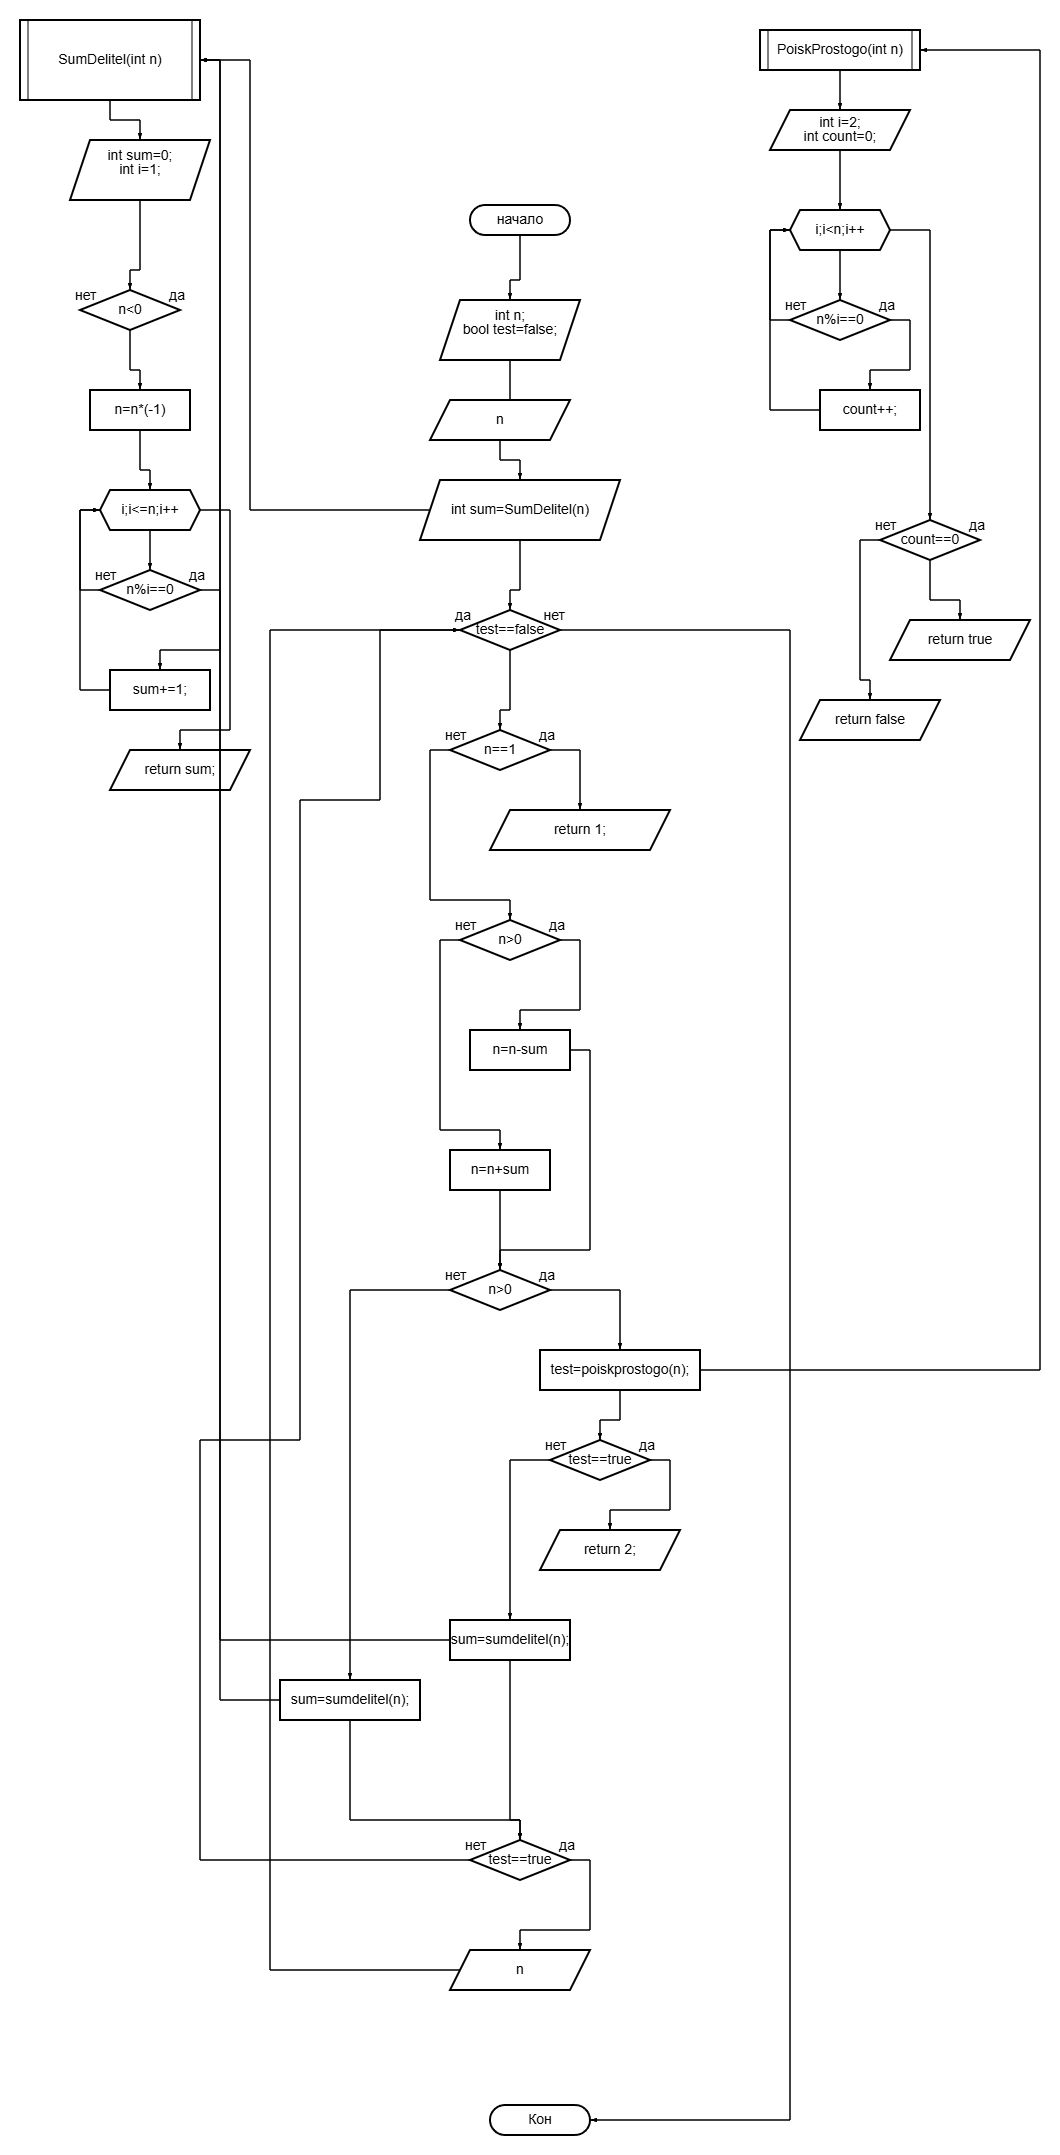 SumDelitel(int n)
int sum=0;
int i=1;
нет
да
n<0
n=n*(-1)
i;i<=n;i++
нет
да
n%i==0
sum+=1;
return sum;
начало
int n;
bool test=false;
n
int sum=SumDelitel(n)
да
нет
test==false
нет
да
n==1
return 1;
нет
да
n>0
n=n-sum
n=n+sum
нет
да
n>0
test=poiskprostogo(n);
нет
да
test==true
return 2;
sum=sumdelitel(n);
sum=sumdelitel(n);
нет
да
test==true
n
Кон
PoiskProstogo(int n)
int i=2;
int count=0;
i;i<n;i++
нет
да
n%i==0
count++;
нет
да
count==0
return true
return false